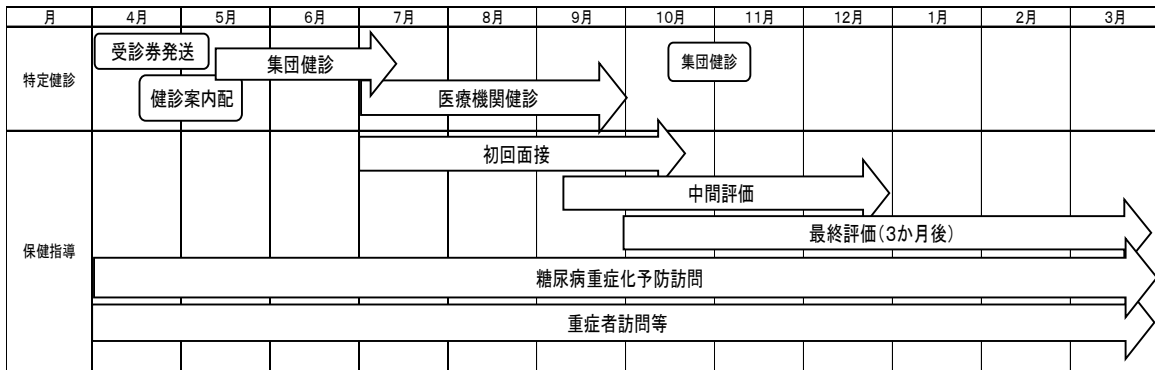 月 4月 5月 6月 7月 8月 9月 10月 11月 12月 1月 2月 3月
特定健診
受診券発送
集団健診
集団健診
健診案内配
医療機関健診
保健指導
初回面接
中間評価
最終評価(3か月後)
糖尿病重症化予防訪問
重症者訪問等